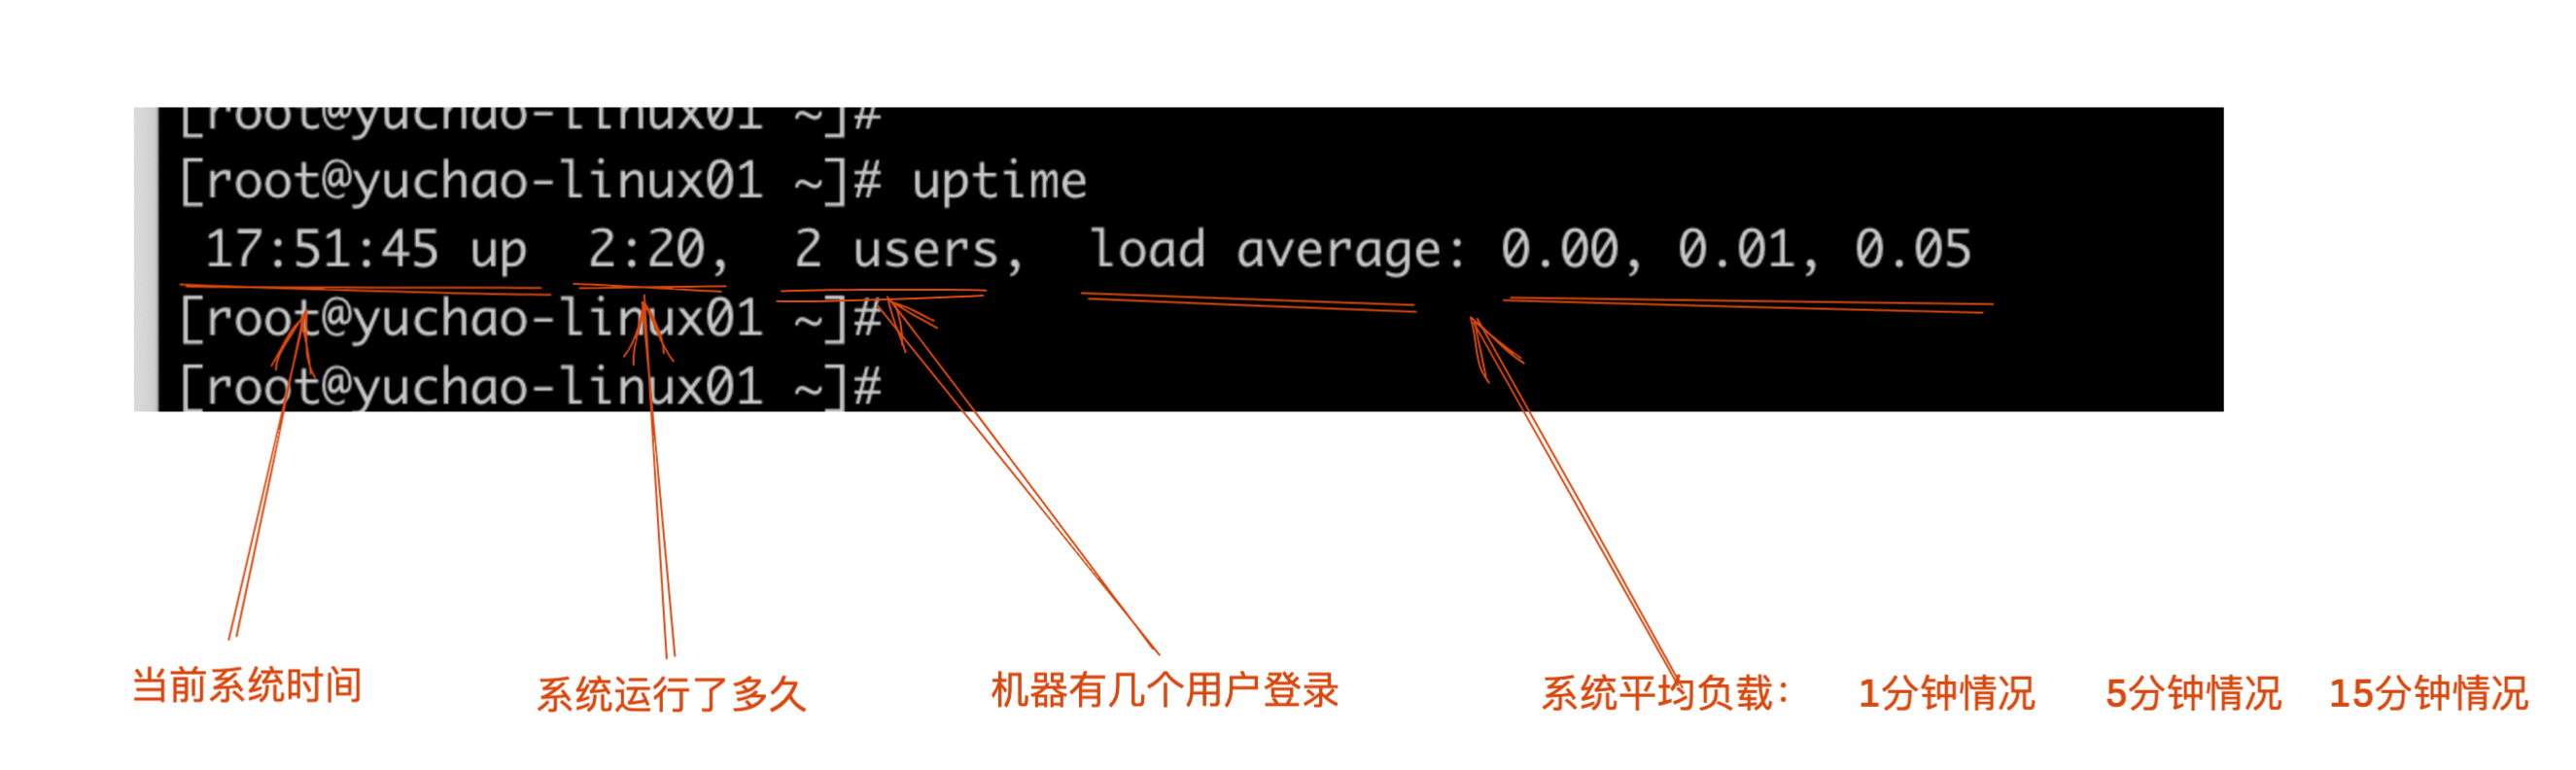 [root@yuchao-linux01 ~]#
[root@yuchao-linux01 ~]# uptime
17:51:45 up  2:20,  2 users,  load average: 0.00, 0.01, 0.05
[root@yuchao-linux01 ~]#
[root@yuchao-linux01 ~]#
当前系统时间 系统运行了多久 机器有几个用户登录 系统平均负载： 1分钟情况 5分钟情况 15分钟情况